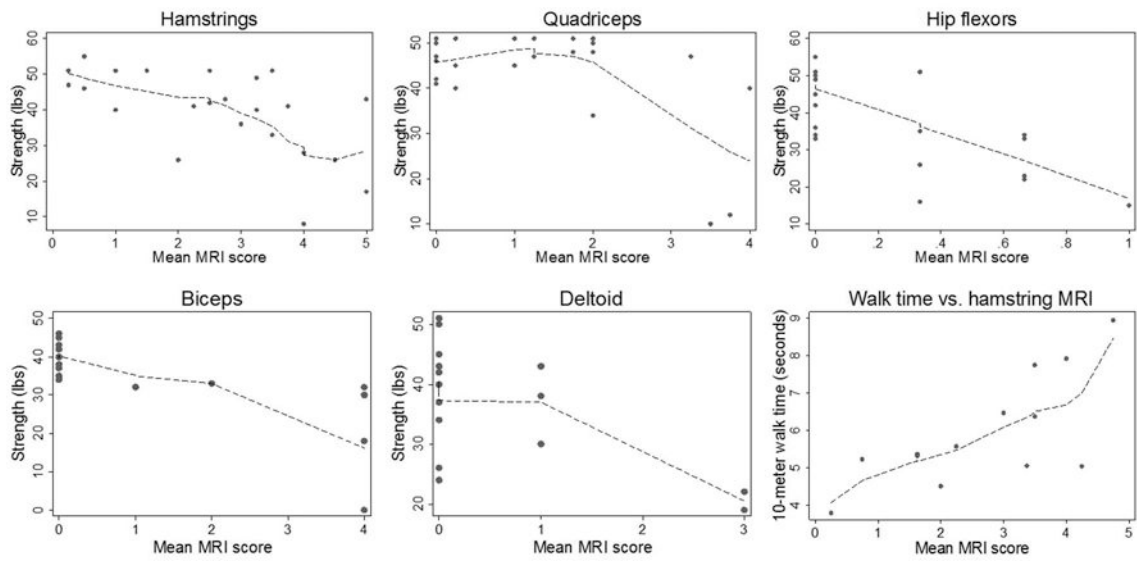 Hamstrings
Strength (lbs)
60
50
40
30
20
10
0 1 2 3 4 5
Mean MRI score
Quadriceps
Strength (lbs)
50
40
30
20
10
0 1 2 3 4
Mean MRI score
Hip flexors
Strength (lbs)
60
50
40
30
20
10
0 .2 .4 .6 .8 1
Mean MRI score
Biceps
Strength (lbs)
50
40
30
20
10
0
0 1 2 3 4
Mean MRI score
Deltoid
Strength (lbs)
50
40
30
20
0 1 2 3
Mean MRI score
Walk time vs. hamstring MRI
10-meter walk time (seconds)
9
8
7
6
5
4
0 1 2 3 4 5
Mean MRI score